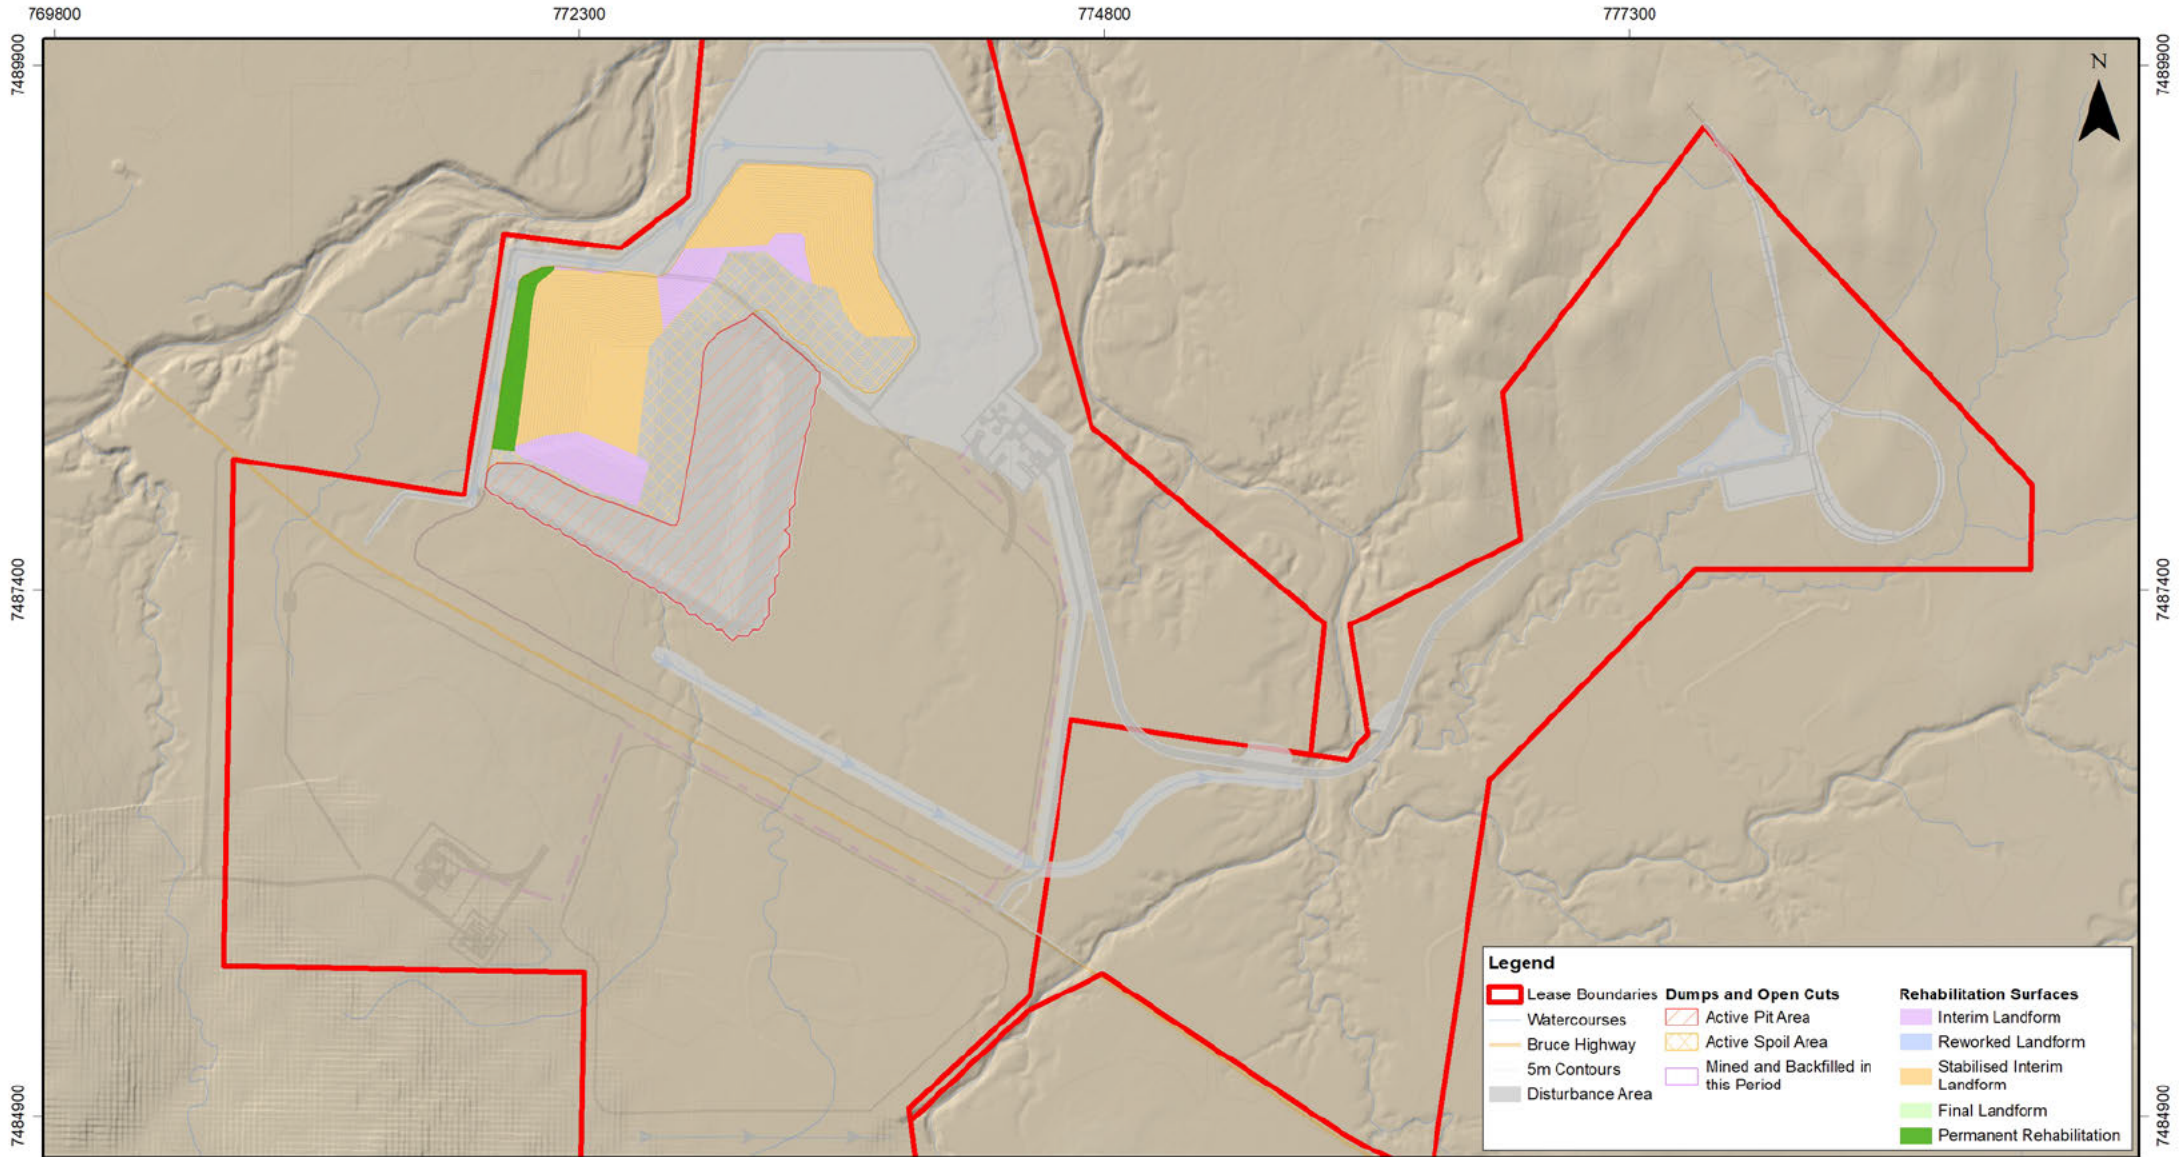 769800
772300
774800
777300
7489900
7489900
N
7487400
7487400
7484900
7484900
Legend
Lease Boundaries
Watercourses
Bruce Highway
5m Contours
Disturbance Area
Dumps and Open Cuts
Active Pit Area
Active Spoil Area
Mined and Backfilled in
this Period
Rehabilitation Surfaces
Interim Landform
Reworked Landform
Stabilised Interim
Landform
Final Landform
Permanent Rehabilitation